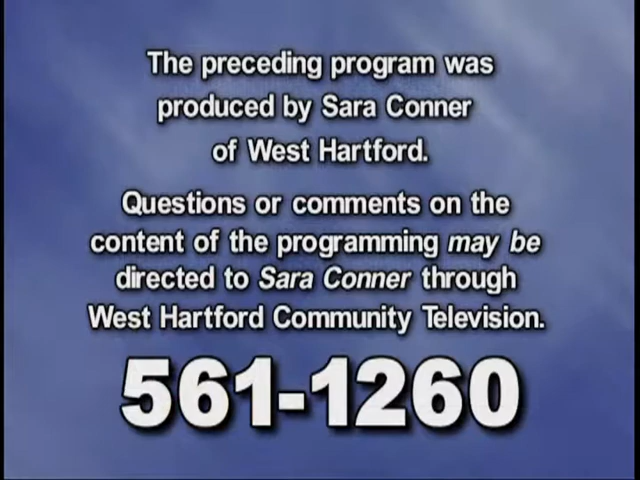 The preceding program was
produced by Sara Conner
of West Hartford.
Questions or comments on the
content of the programming may be
directed to Sara Conner through
West Hartford Community Television.
561-1260